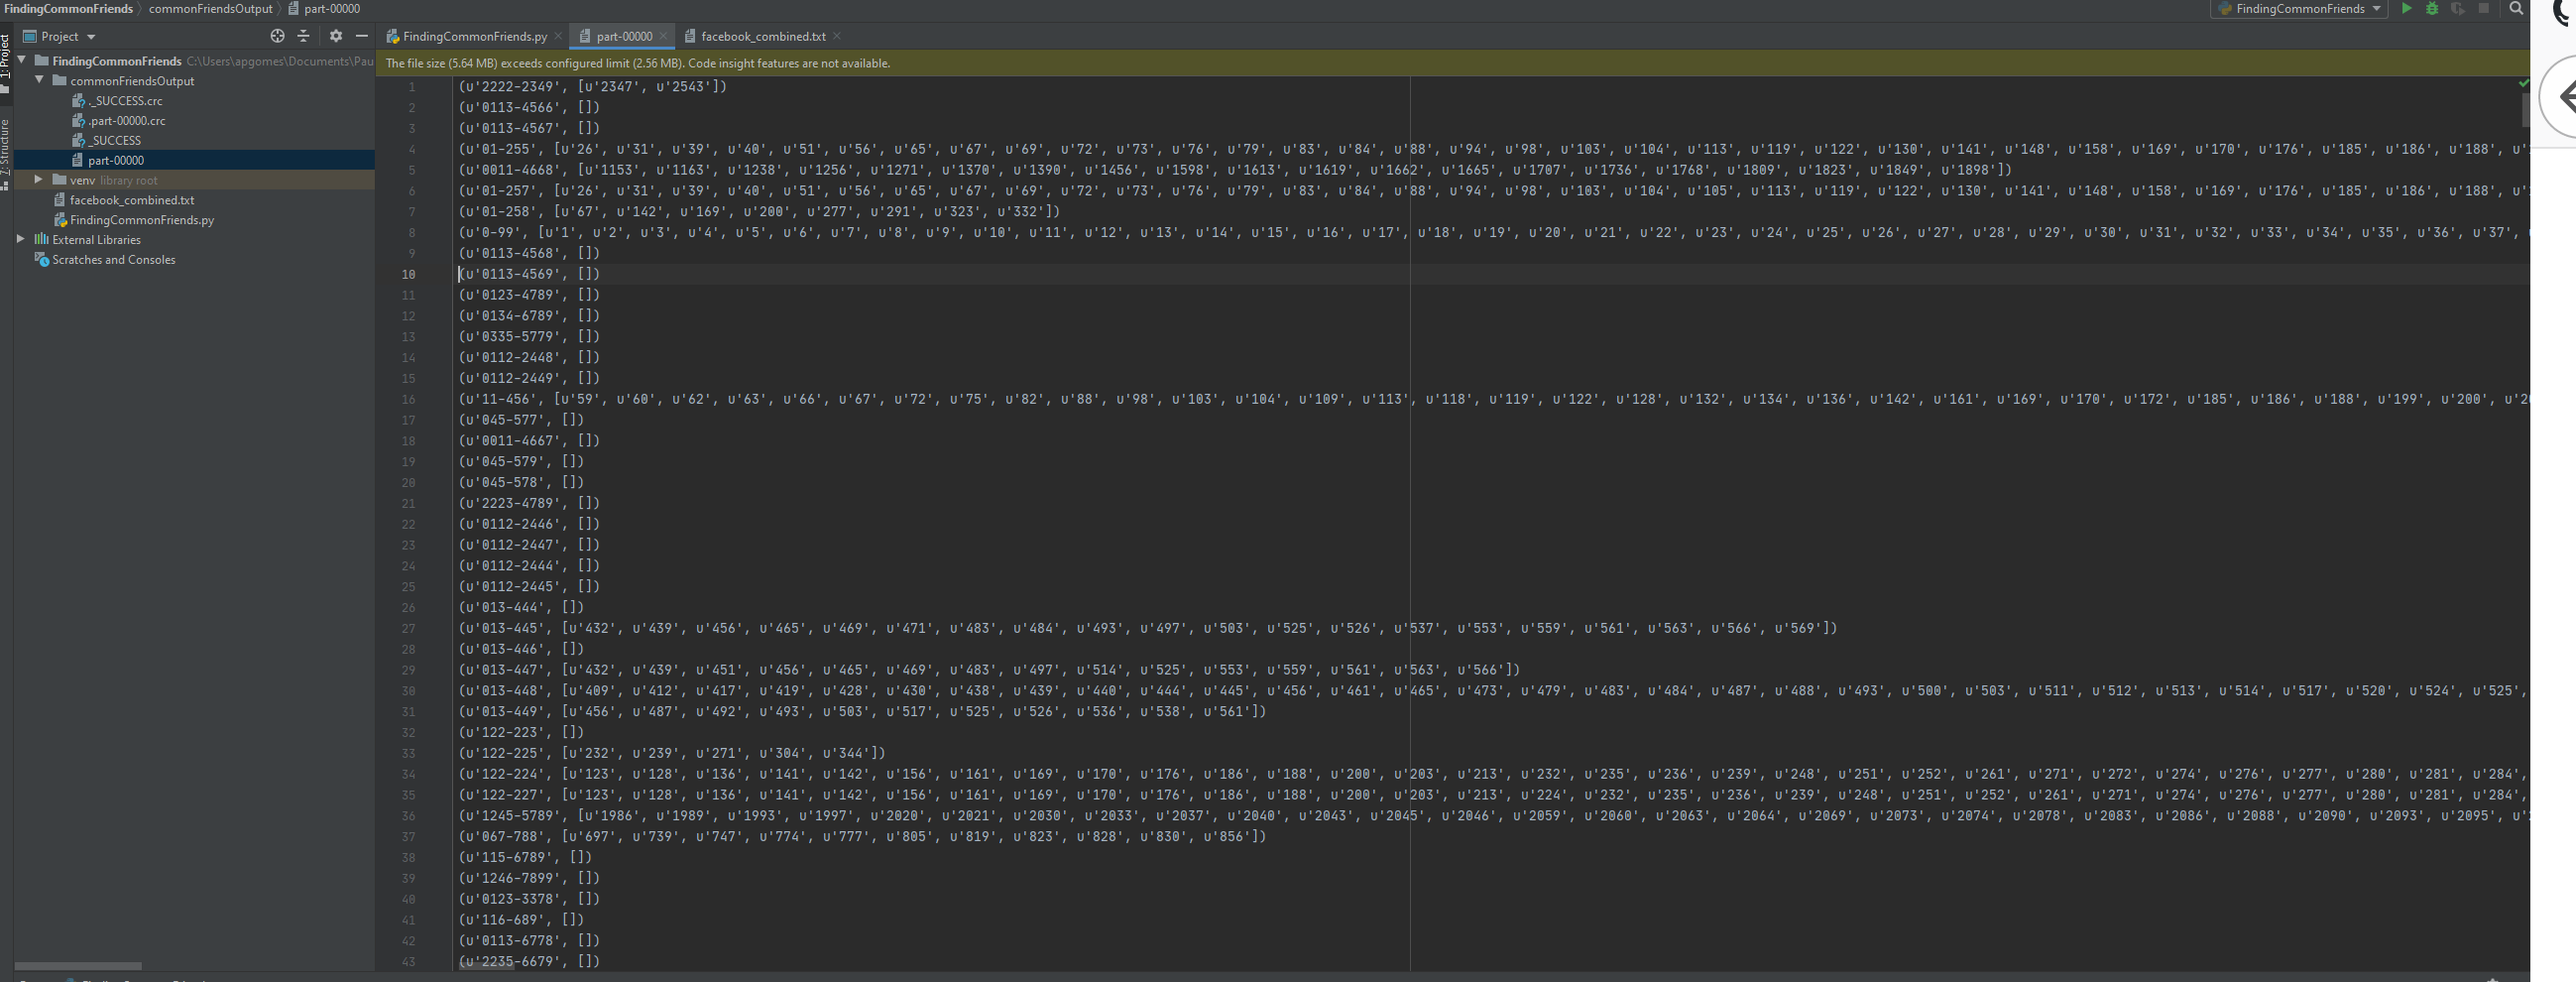 FindingCommonFriends 〉 commonFriendsOutput 〉 part-00000
FindingCommonFriends
Project
FindingCommonFriends.py
part-00000
facebook_combined.txt
1: Project
7: Structure
FindingCommonFriends C:\Users\apgomes\Documents\Pau
commonFriendsOutput
._SUCCESS.crc
.part-00000.crc
_SUCCESS
part-00000
venv library root
facebook_combined.txt
FindingCommonFriends.py
External Libraries
Scratches and Consoles
The file size (5.64 MB) exceeds configured limit (2.56 MB). Code insight features are not available.
1 (u'2222-2349', [u'2347', u'2543'])
2 (u'0113-4566', [])
3 (u'0113-4567', [])
4 (u'01-255', [u'26', u'31', u'39', u'40', u'51', u'56', u'65', u'67', u'69', u'72', u'73', u'76', u'79', u'83', u'84', u'88', u'94', u'98', u'103', u'104', u'113', u'119', u'122', u'130', u'141', u'148', u'158', u'169', u'170', u'176', u'185', u'186', u'188', u'
5 (u'0011-4668', [u'1153', u'1163', u'1238', u'1256', u'1271', u'1370', u'1390', u'1456', u'1598', u'1613', u'1619', u'1662', u'1665', u'1707', u'1736', u'1768', u'1809', u'1823', u'1849', u'1898'])
6 (u'01-257', [u'26', u'31', u'39', u'40', u'51', u'56', u'65', u'67', u'69', u'72', u'73', u'76', u'79', u'83', u'84', u'88', u'94', u'98', u'103', u'104', u'105', u'113', u'119', u'122', u'130', u'141', u'148', u'158', u'169', u'176', u'185', u'186', u'188', u'
7 (u'01-258', [u'67', u'142', u'169', u'200', u'277', u'291', u'323', u'332'])
8 (u'0-99', [u'1', u'2', u'3', u'4', u'5', u'6', u'7', u'8', u'9', u'10', u'11', u'12', u'13', u'14', u'15', u'16', u'17', u'18', u'19', u'20', u'21', u'22', u'23', u'24', u'25', u'26', u'27', u'28', u'29', u'30', u'31', u'32', u'33', u'34', u'35', u'36', u'37',
9 (u'0113-4568', [])
10 (u'0113-4569', [])
11 (u'0123-4789', [])
12 (u'0134-6789', [])
13 (u'0335-5779', [])
14 (u'0112-2448', [])
15 (u'0112-2449', [])
16 (u'11-456', [u'59', u'60', u'62', u'63', u'66', u'67', u'72', u'75', u'82', u'88', u'98', u'103', u'104', u'109', u'113', u'118', u'119', u'122', u'128', u'132', u'134', u'136', u'142', u'161', u'169', u'170', u'172', u'185', u'186', u'188', u'199', u'200', u'2
17 (u'045-577', [])
18 (u'0011-4667', [])
19 (u'045-579', [])
20 (u'045-578', [])
21 (u'2223-4789', [])
22 (u'0112-2446', [])
23 (u'0112-2447', [])
24 (u'0112-2444', [])
25 (u'0112-2445', [])
26 (u'013-444', [])
27 (u'013-445', [u'432', u'439', u'456', u'465', u'469', u'471', u'483', u'484', u'493', u'497', u'503', u'525', u'526', u'537', u'553', u'559', u'561', u'563', u'566', u'569'])
28 (u'013-446', [])
29 (u'013-447', [u'432', u'439', u'451', u'456', u'465', u'469', u'483', u'497', u'514', u'525', u'553', u'559', u'561', u'563', u'566'])
30 (u'013-448', [u'409', u'412', u'417', u'419', u'428', u'430', u'438', u'439', u'440', u'444', u'445', u'456', u'461', u'465', u'473', u'479', u'483', u'484', u'487', u'488', u'493', u'500', u'503', u'511', u'512', u'513', u'514', u'517', u'520', u'524', u'525',
31 (u'013-449', [u'456', u'487', u'492', u'493', u'503', u'517', u'525', u'526', u'536', u'538', u'561'])
32 (u'122-223', [])
33 (u'122-225', [u'232', u'239', u'271', u'304', u'344'])
34 (u'122-224', [u'123', u'128', u'136', u'141', u'142', u'156', u'161', u'169', u'170', u'176', u'186', u'188', u'200', u'203', u'213', u'232', u'235', u'236', u'239', u'248', u'251', u'252', u'261', u'271', u'272', u'274', u'276', u'277', u'280', u'281', u'284',
35 (u'122-227', [u'123', u'128', u'136', u'141', u'142', u'156', u'161', u'169', u'170', u'176', u'186', u'188', u'200', u'203', u'213', u'224', u'232', u'235', u'236', u'239', u'248', u'251', u'252', u'261', u'271', u'274', u'276', u'277', u'280', u'281', u'284',
36 (u'1245-5789', [u'1986', u'1989', u'1993', u'1997', u'2020', u'2021', u'2030', u'2033', u'2037', u'2040', u'2043', u'2045', u'2046', u'2059', u'2060', u'2063', u'2064', u'2069', u'2073', u'2074', u'2078', u'2083', u'2086', u'2088', u'2090', u'2093', u'2095', u'
37 (u'067-788', [u'697', u'739', u'747', u'774', u'777', u'805', u'819', u'823', u'828', u'830', u'856'])
38 (u'115-6789', [])
39 (u'1246-7899', [])
40 (u'0123-3378', [])
41 (u'116-689', [])
42 (u'0113-6778', [])
43 (u'2235-6679', [])